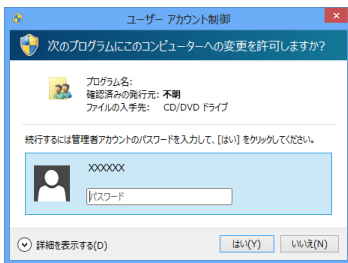 ユーザー アカウント制御
次のプログラムにこのコンピューターへの変更を許可しますか?
プログラム名:
確認済みの発行元: 不明
ファイルの入手先: CD/DVD ドライブ
続行するには管理者アカウントのパスワードを入力して、[はい] をクリックしてください。
XXXXXX
パスワード
詳細を表示する(D)
はい(Y) いいえ(N)